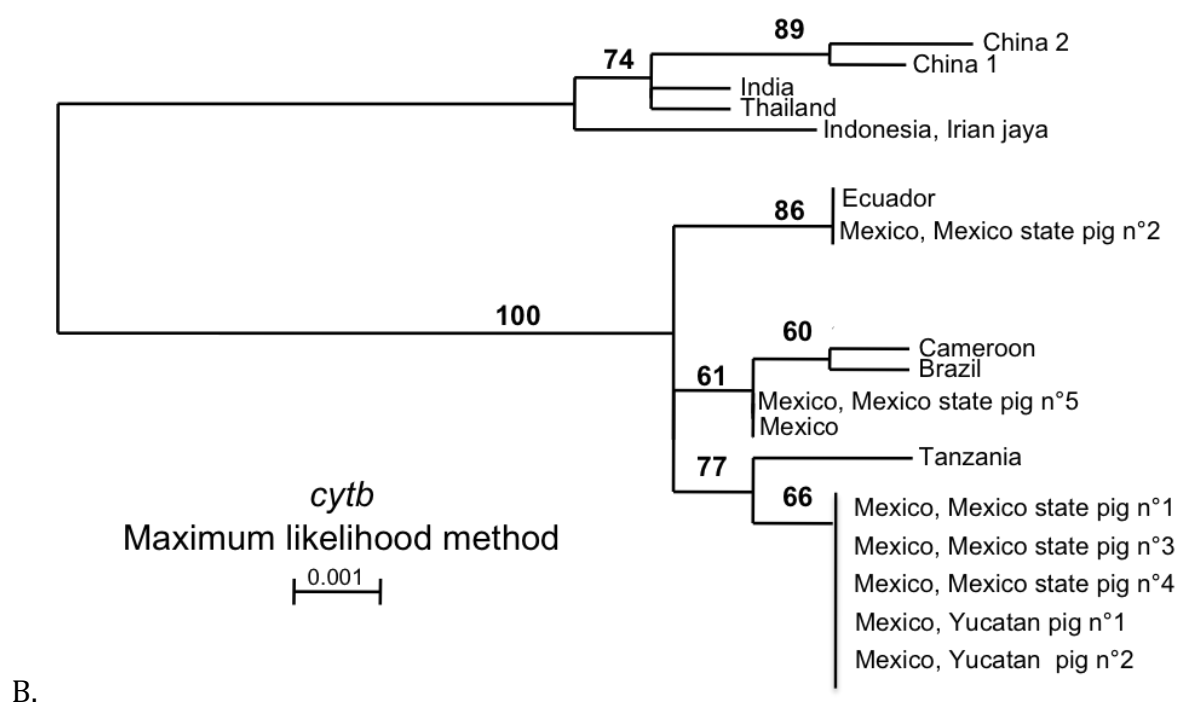 89
China 2
China 1
74
India
Thailand
Indonesia, Irian jaya
86
Ecuador
Mexico, Mexico state pig n°2
100
60
Cameroon
Brazil
61
Mexico, Mexico state pig n°5
Mexico
77
Tanzania
66
Mexico, Mexico state pig n°1
Mexico, Mexico state pig n°3
Mexico, Mexico state pig n°4
Mexico, Yucatan pig n°1
Mexico, Yucatan  pig n°2
cytb
Maximum likelihood method
0.001
B.